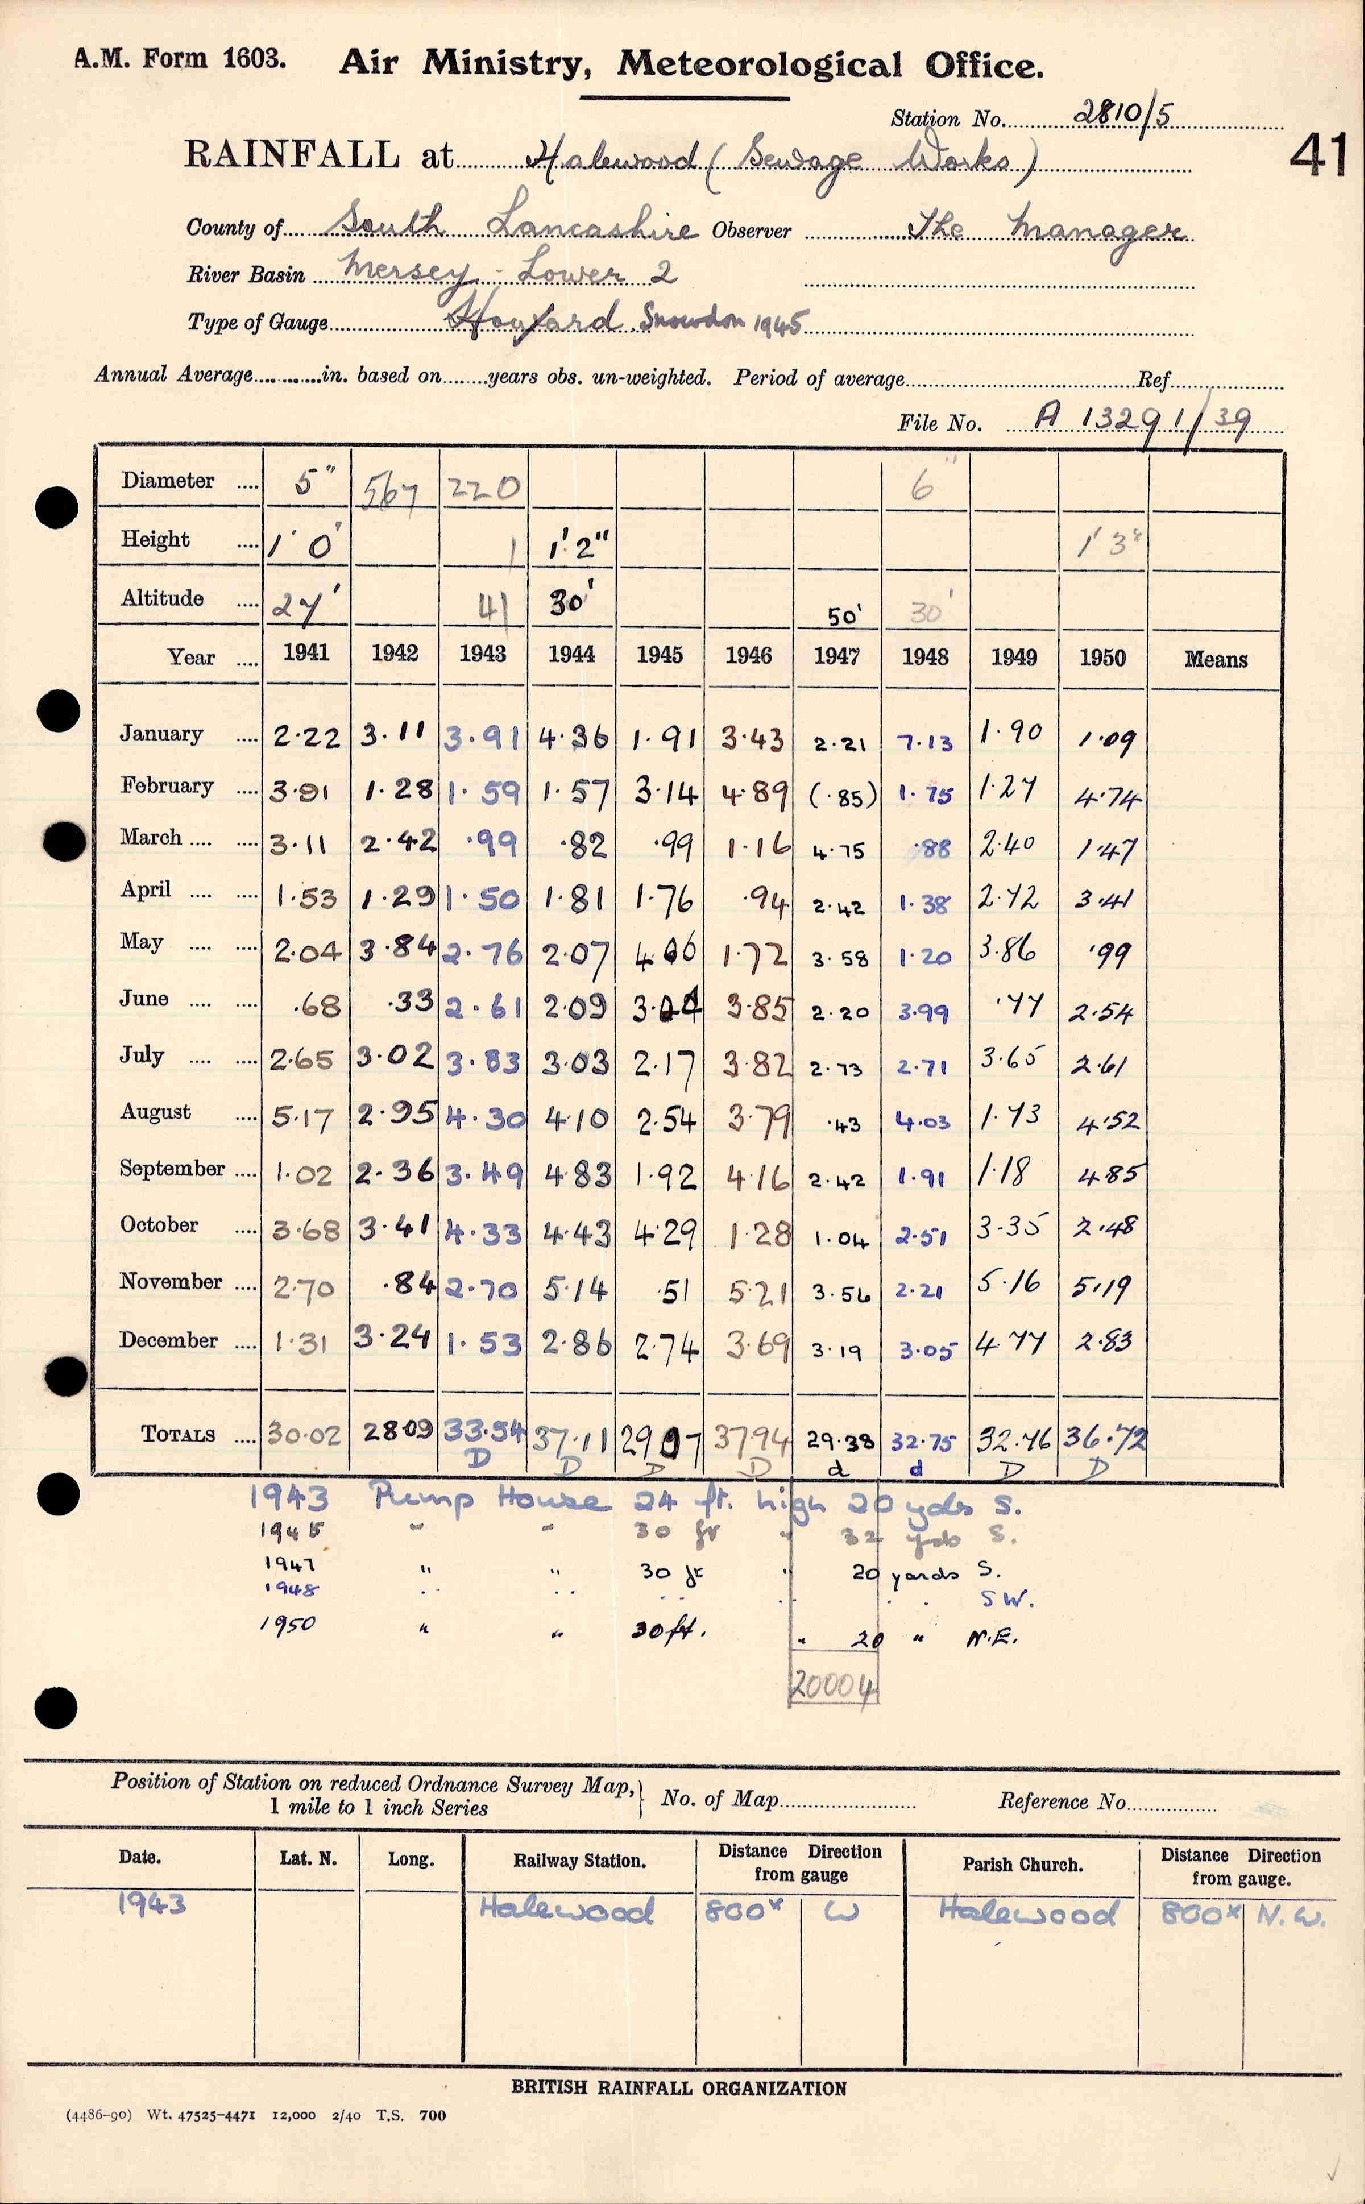 A.M. Form 1603. Air Ministry, Meteorological Office.
Station No. 2810/5
41
RAINFALL at Halewood (Sewage Works)
County of South Lancashire Observer The Manager
River Basin Mersey - Lower 2
Type of Gauge Howard. Snowdon 1945
Annual Average............in. based on........years obs. un-weighted. Period of average........ Ref........
File No. A 13291/39
Diameter .... 5" 567 220 6"
Height .... 1' 0" 1 1' 2" 1' 3"
Altitude .... 27' 41 30' 50' 30'
Year .... 1941 1942 1943 1944 1945 1946 1947 1948 1949 1950 Means
January .... 2.22 3.11 3.91 4.36 1.91 3.43 2.21 7.13 1.90 1.09
February .... 3.91 1.28 1.59 1.57 3.14 4.89 (.85) 1.75 1.27 4.74
March .... .... 3.11 2.42 .99 .82 .99 1.16 4.75 .88 2.40 1.47
April .... .... 1.53 1.29 1.50 1.81 1.76 .94 2.42 1.38 2.72 3.41
May .... .... 2.04 3.84 2.76 2.07 4.06 1.72 3.58 1.20 3.86 .99
June .... .... .68 .33 2.61 2.09 3.04 3.85 2.20 3.99 .77 2.54
July .... .... 2.65 3.02 3.83 3.03 2.17 3.82 2.73 2.71 3.65 2.61
August .... 5.17 2.95 4.30 4.10 2.54 3.79 .43 4.03 1.73 4.52
September .... 1.02 2.36 3.49 4.83 1.92 4.16 2.42 1.91 1.18 4.85
October .... 3.68 3.41 4.33 4.43 4.29 1.28 1.04 2.51 3.35 2.48
November .... 2.70 .84 2.70 5.14 .51 5.21 3.56 2.21 5.16 5.19
December .... 1.31 3.24 1.53 2.86 2.74 3.69 3.19 3.05 4.77 2.83
TOTALS .... 30.02 28.09 33.54 37.11 29.07 37.94 29.38 32.75 32.76 36.72
D D D D d d D D
1943 Pump House 24 ft. high 20 yds S.
1945 " " 30 ft " 32 yds S.
1947 " " 30 ft " 20 yards S.
1948 " " " " " " SW.
1950 " " 30 ft. " 20 " N.E.
20004
Position of Station on reduced Ordnance Survey Map, 1 mile to 1 inch Series } No. of Map........ Reference No........
Date. Lat. N. Long. Railway Station. Distance Direction from gauge Parish Church. Distance Direction from gauge.
1943 Halewood 800x W Halewood 800x N.W.
BRITISH RAINFALL ORGANIZATION
(4486-90) Wt. 47525-4471 12,000 2/40 T.S. 700